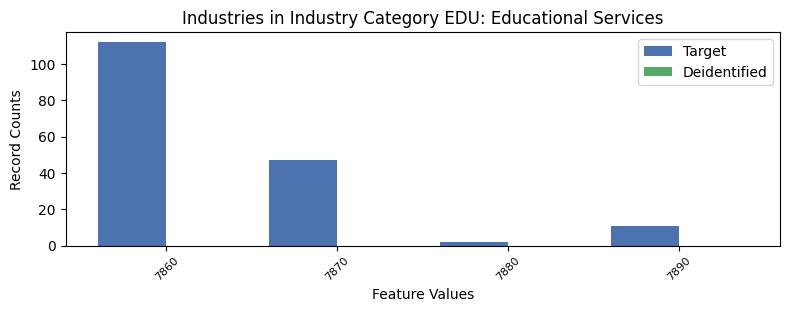 Industries in Industry Category EDU: Educational Services
Target
Deidentified
Record Counts
100
80
60
40
20
0
7860
7870
7880
7890
Feature Values